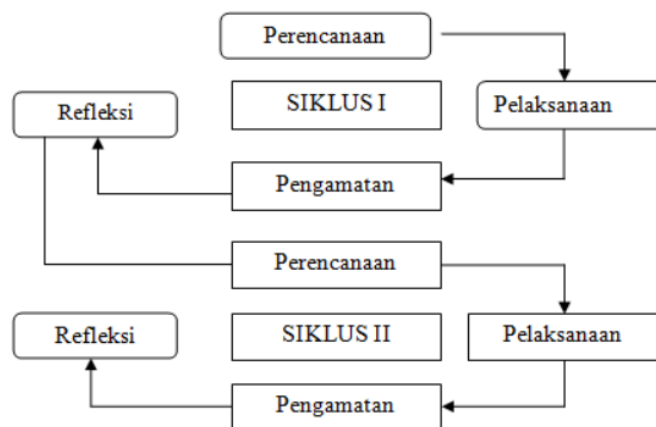 Perencanaan
Refleksi
SIKLUS I
Pelaksanaan
Pengamatan
Perencanaan
Refleksi
SIKLUS II
Pelaksanaan
Pengamatan